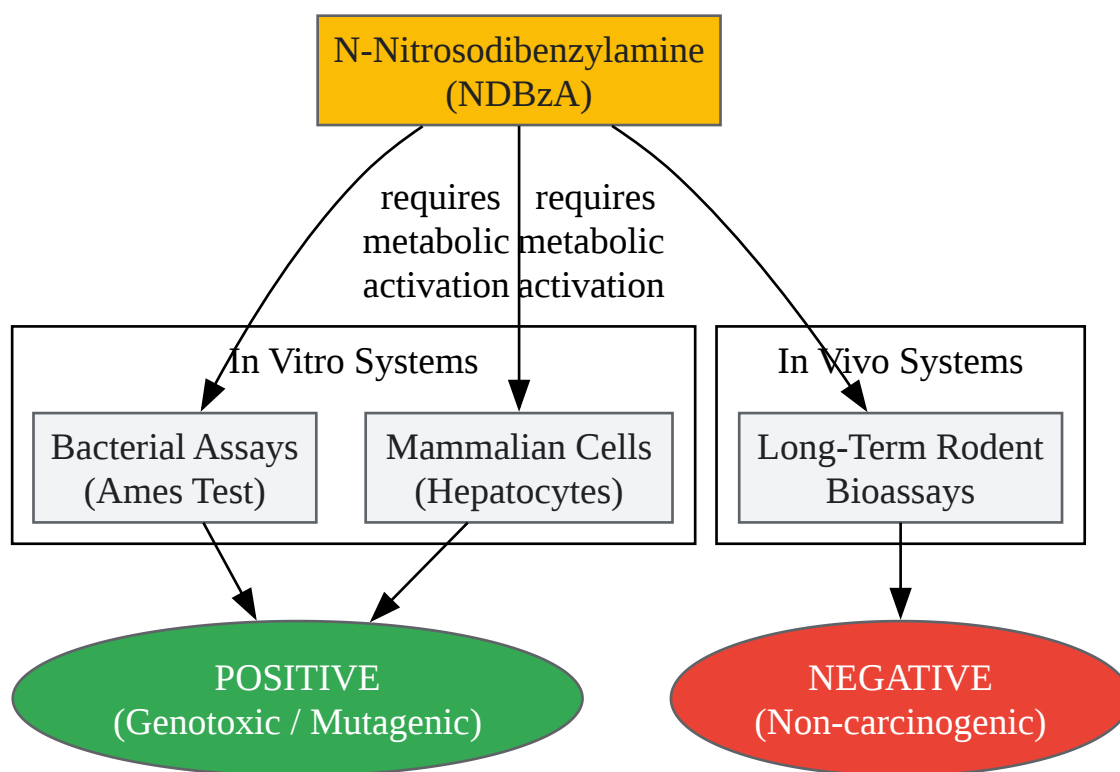 N-Nitrosodibenzylamine
(NDBzA)
requires
metabolic
activation
requires
metabolic
activation
In Vitro Systems
In Vivo Systems
Bacterial Assays
(Ames Test)
Mammalian Cells
(Hepatocytes)
Long-Term Rodent
Bioassays
POSITIVE
(Genotoxic / Mutagenic)
NEGATIVE
(Non-carcinogenic)